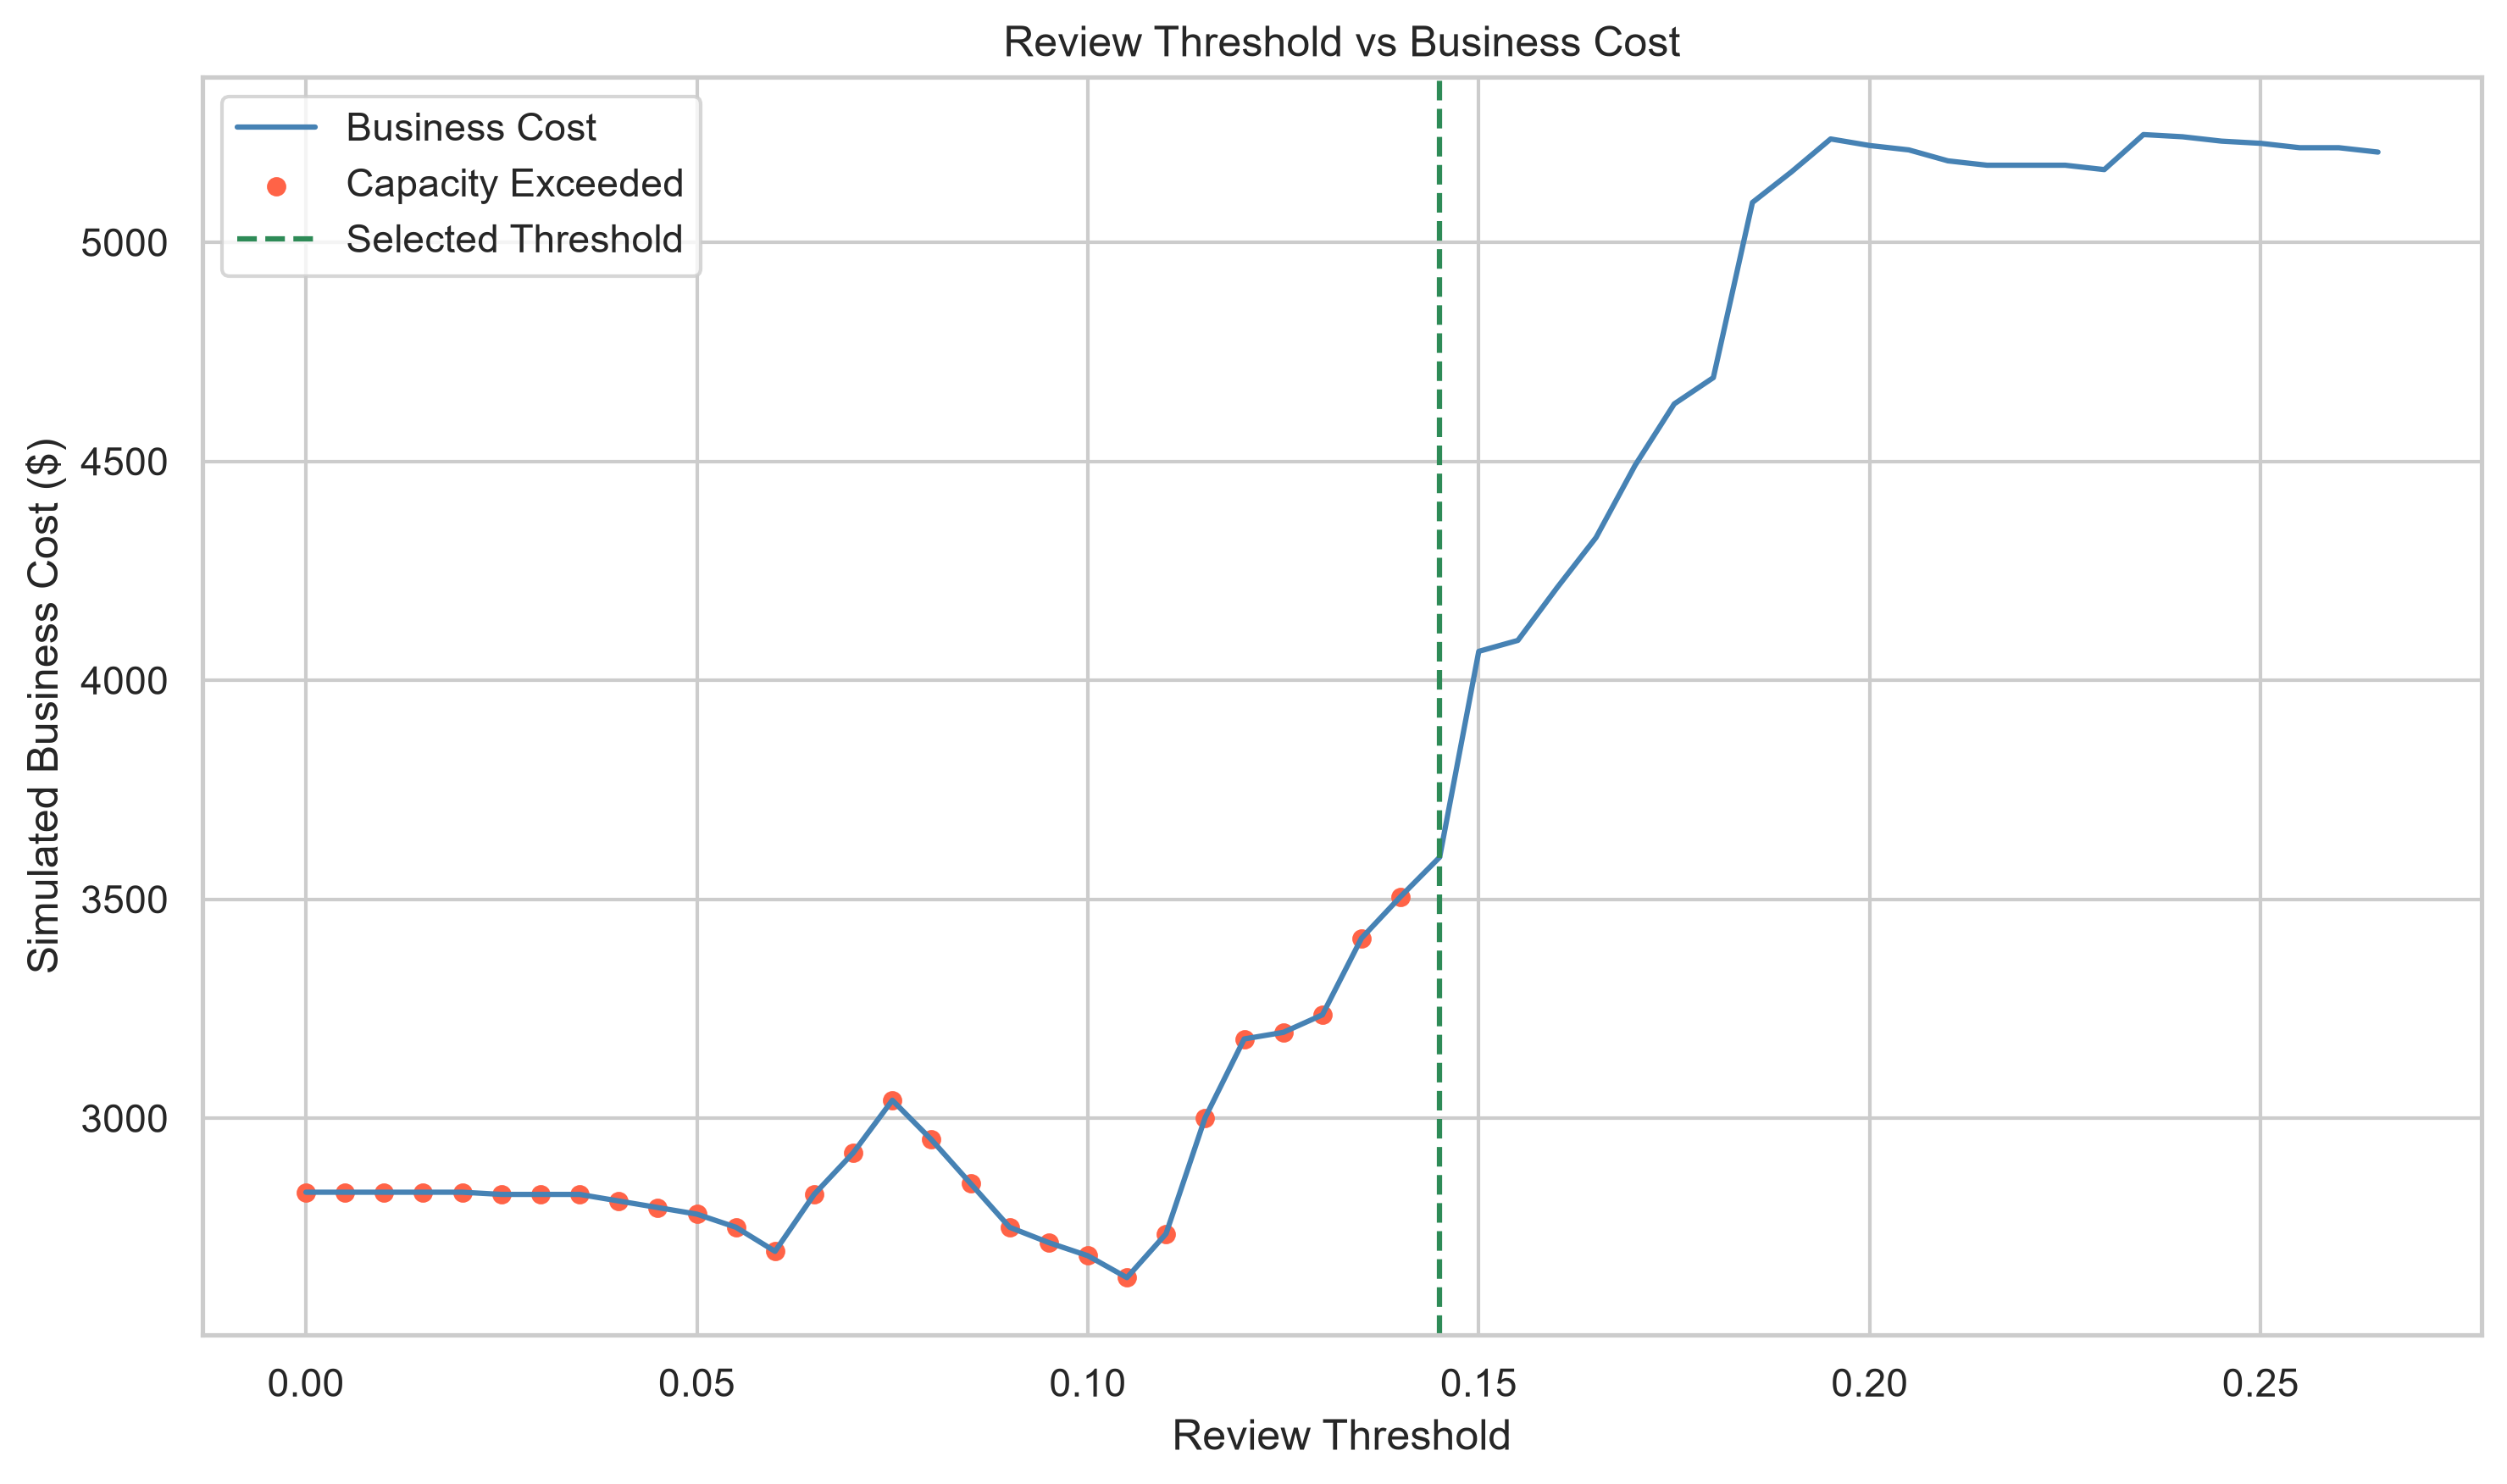 Review Threshold vs Business Cost
Business Cost
Capacity Exceeded
Selected Threshold
5000
4500
4000
3500
3000
Simulated Business Cost ($)
0.00 0.05 0.10 0.15 0.20 0.25
Review Threshold